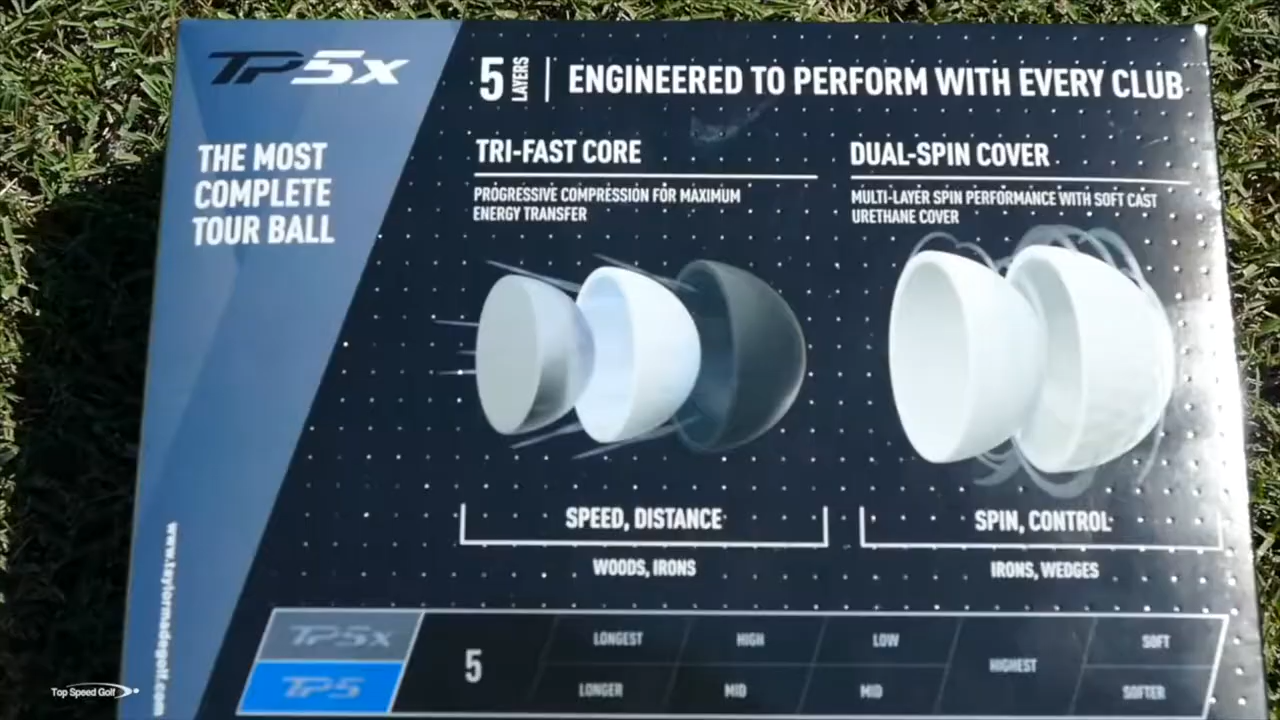 TP5x
5 LAYERS | ENGINEERED TO PERFORM WITH EVERY CLUB
THE MOST
COMPLETE
TOUR BALL
TRI-FAST CORE
PROGRESSIVE COMPRESSION FOR MAXIMUM
ENERGY TRANSFER
DUAL-SPIN COVER
MULTI-LAYER SPIN PERFORMANCE WITH SOFT CAST
URETHANE COVER
SPEED, DISTANCE
WOODS, IRONS
SPIN, CONTROL
IRONS, WEDGES
www.taylormadegolf.com
TP5x LONGEST HIGH LOW SOFT
5 HIGHEST
TP5 LONGER MID MID SOFTER
Top Speed Golf